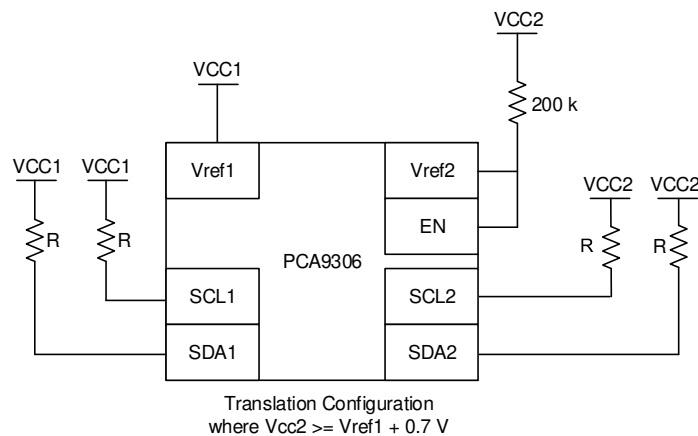 VCC2
VCC1
200 k
VCC1 VCC1
Vref1
Vref2
VCC2 VCC2
EN
R
R
R
R
PCA9306
SCL1
SCL2
SDA1
SDA2
Translation Configuration
where Vcc2 >= Vref1 + 0.7 V